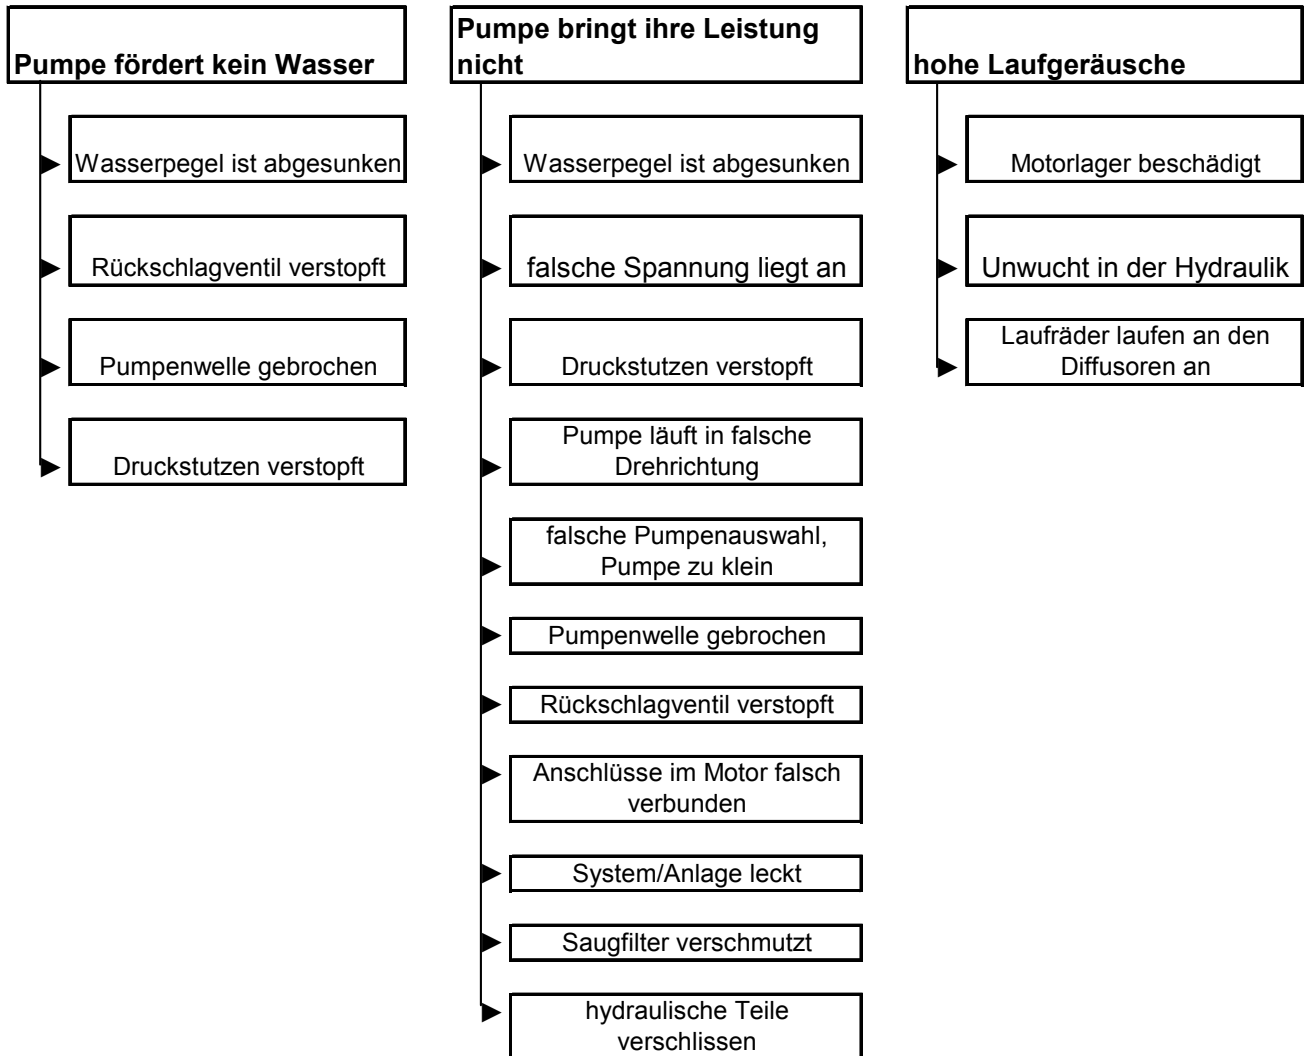 Pumpe fördert kein Wasser
Wasserpegel ist abgesunken
Rückschlagventil verstopft
Pumpenwelle gebrochen
Druckstutzen verstopft
Pumpe bringt ihre Leistung
nicht
Wasserpegel ist abgesunken
falsche Spannung liegt an
Druckstutzen verstopft
Pumpe läuft in falsche
Drehrichtung
falsche Pumpenauswahl,
Pumpe zu klein
Pumpenwelle gebrochen
Rückschlagventil verstopft
Anschlüsse im Motor falsch
verbunden
System/Anlage leckt
Saugfilter verschmutzt
hydraulische Teile
verschlissen
hohe Laufgeräusche
Motorlager beschädigt
Unwucht in der Hydraulik
Laufräder laufen an den
Diffusoren an